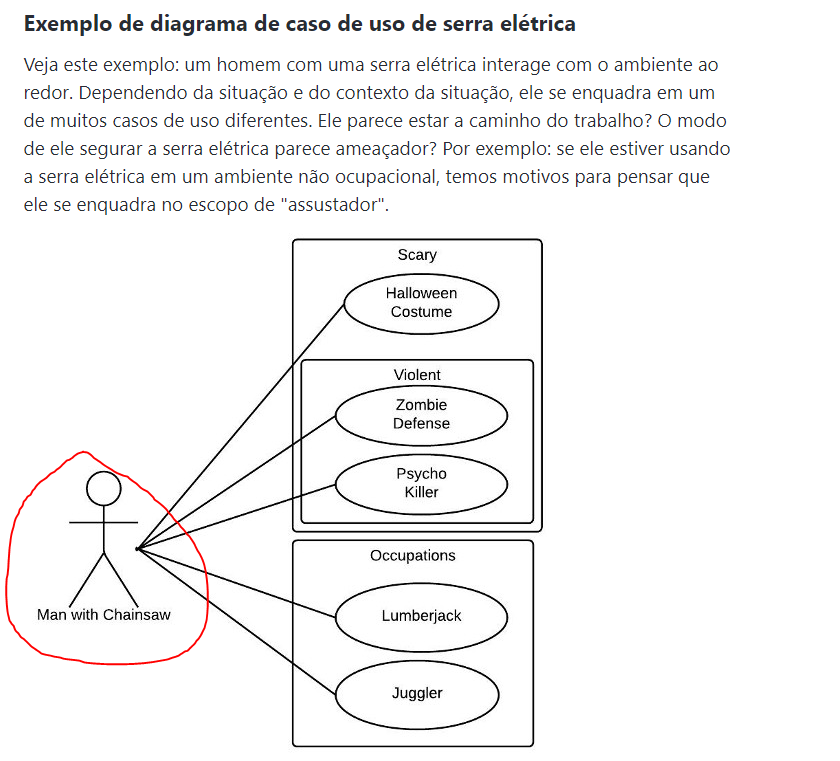 Exemplo de diagrama de caso de uso de serra elétrica
Veja este exemplo: um homem com uma serra elétrica interage com o ambiente ao
redor. Dependendo da situação e do contexto da situação, ele se enquadra em um
de muitos casos de uso diferentes. Ele parece estar a caminho do trabalho? O modo
de ele segurar a serra elétrica parece ameaçador? Por exemplo: se ele estiver usando
a serra elétrica em um ambiente não ocupacional, temos motivos para pensar que
ele se enquadra no escopo de "assustador".
Scary
Halloween
Costume
Violent
Zombie
Defense
Psycho
Killer
Man with Chainsaw
Occupations
Lumberjack
Juggler